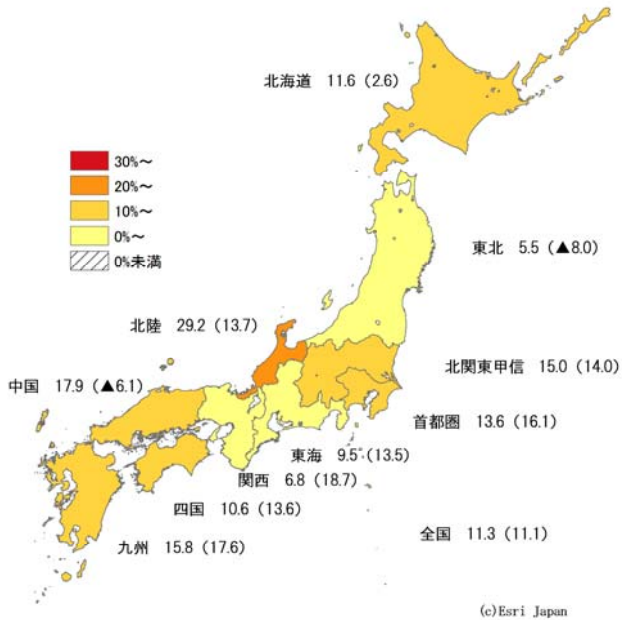 北海道 11.6 (2.6)
30%～
20%～
10%～
0%～
0%未満
東北 5.5 (▲8.0)
北陸 29.2 (13.7)
北関東甲信 15.0 (14.0)
中国 17.9 (▲6.1)
首都圏 13.6 (16.1)
東海 9.5 (13.5)
関西 6.8 (18.7)
四国 10.6 (13.6)
全国 11.3 (11.1)
九州 15.8 (17.6)
(c)Esri Japan